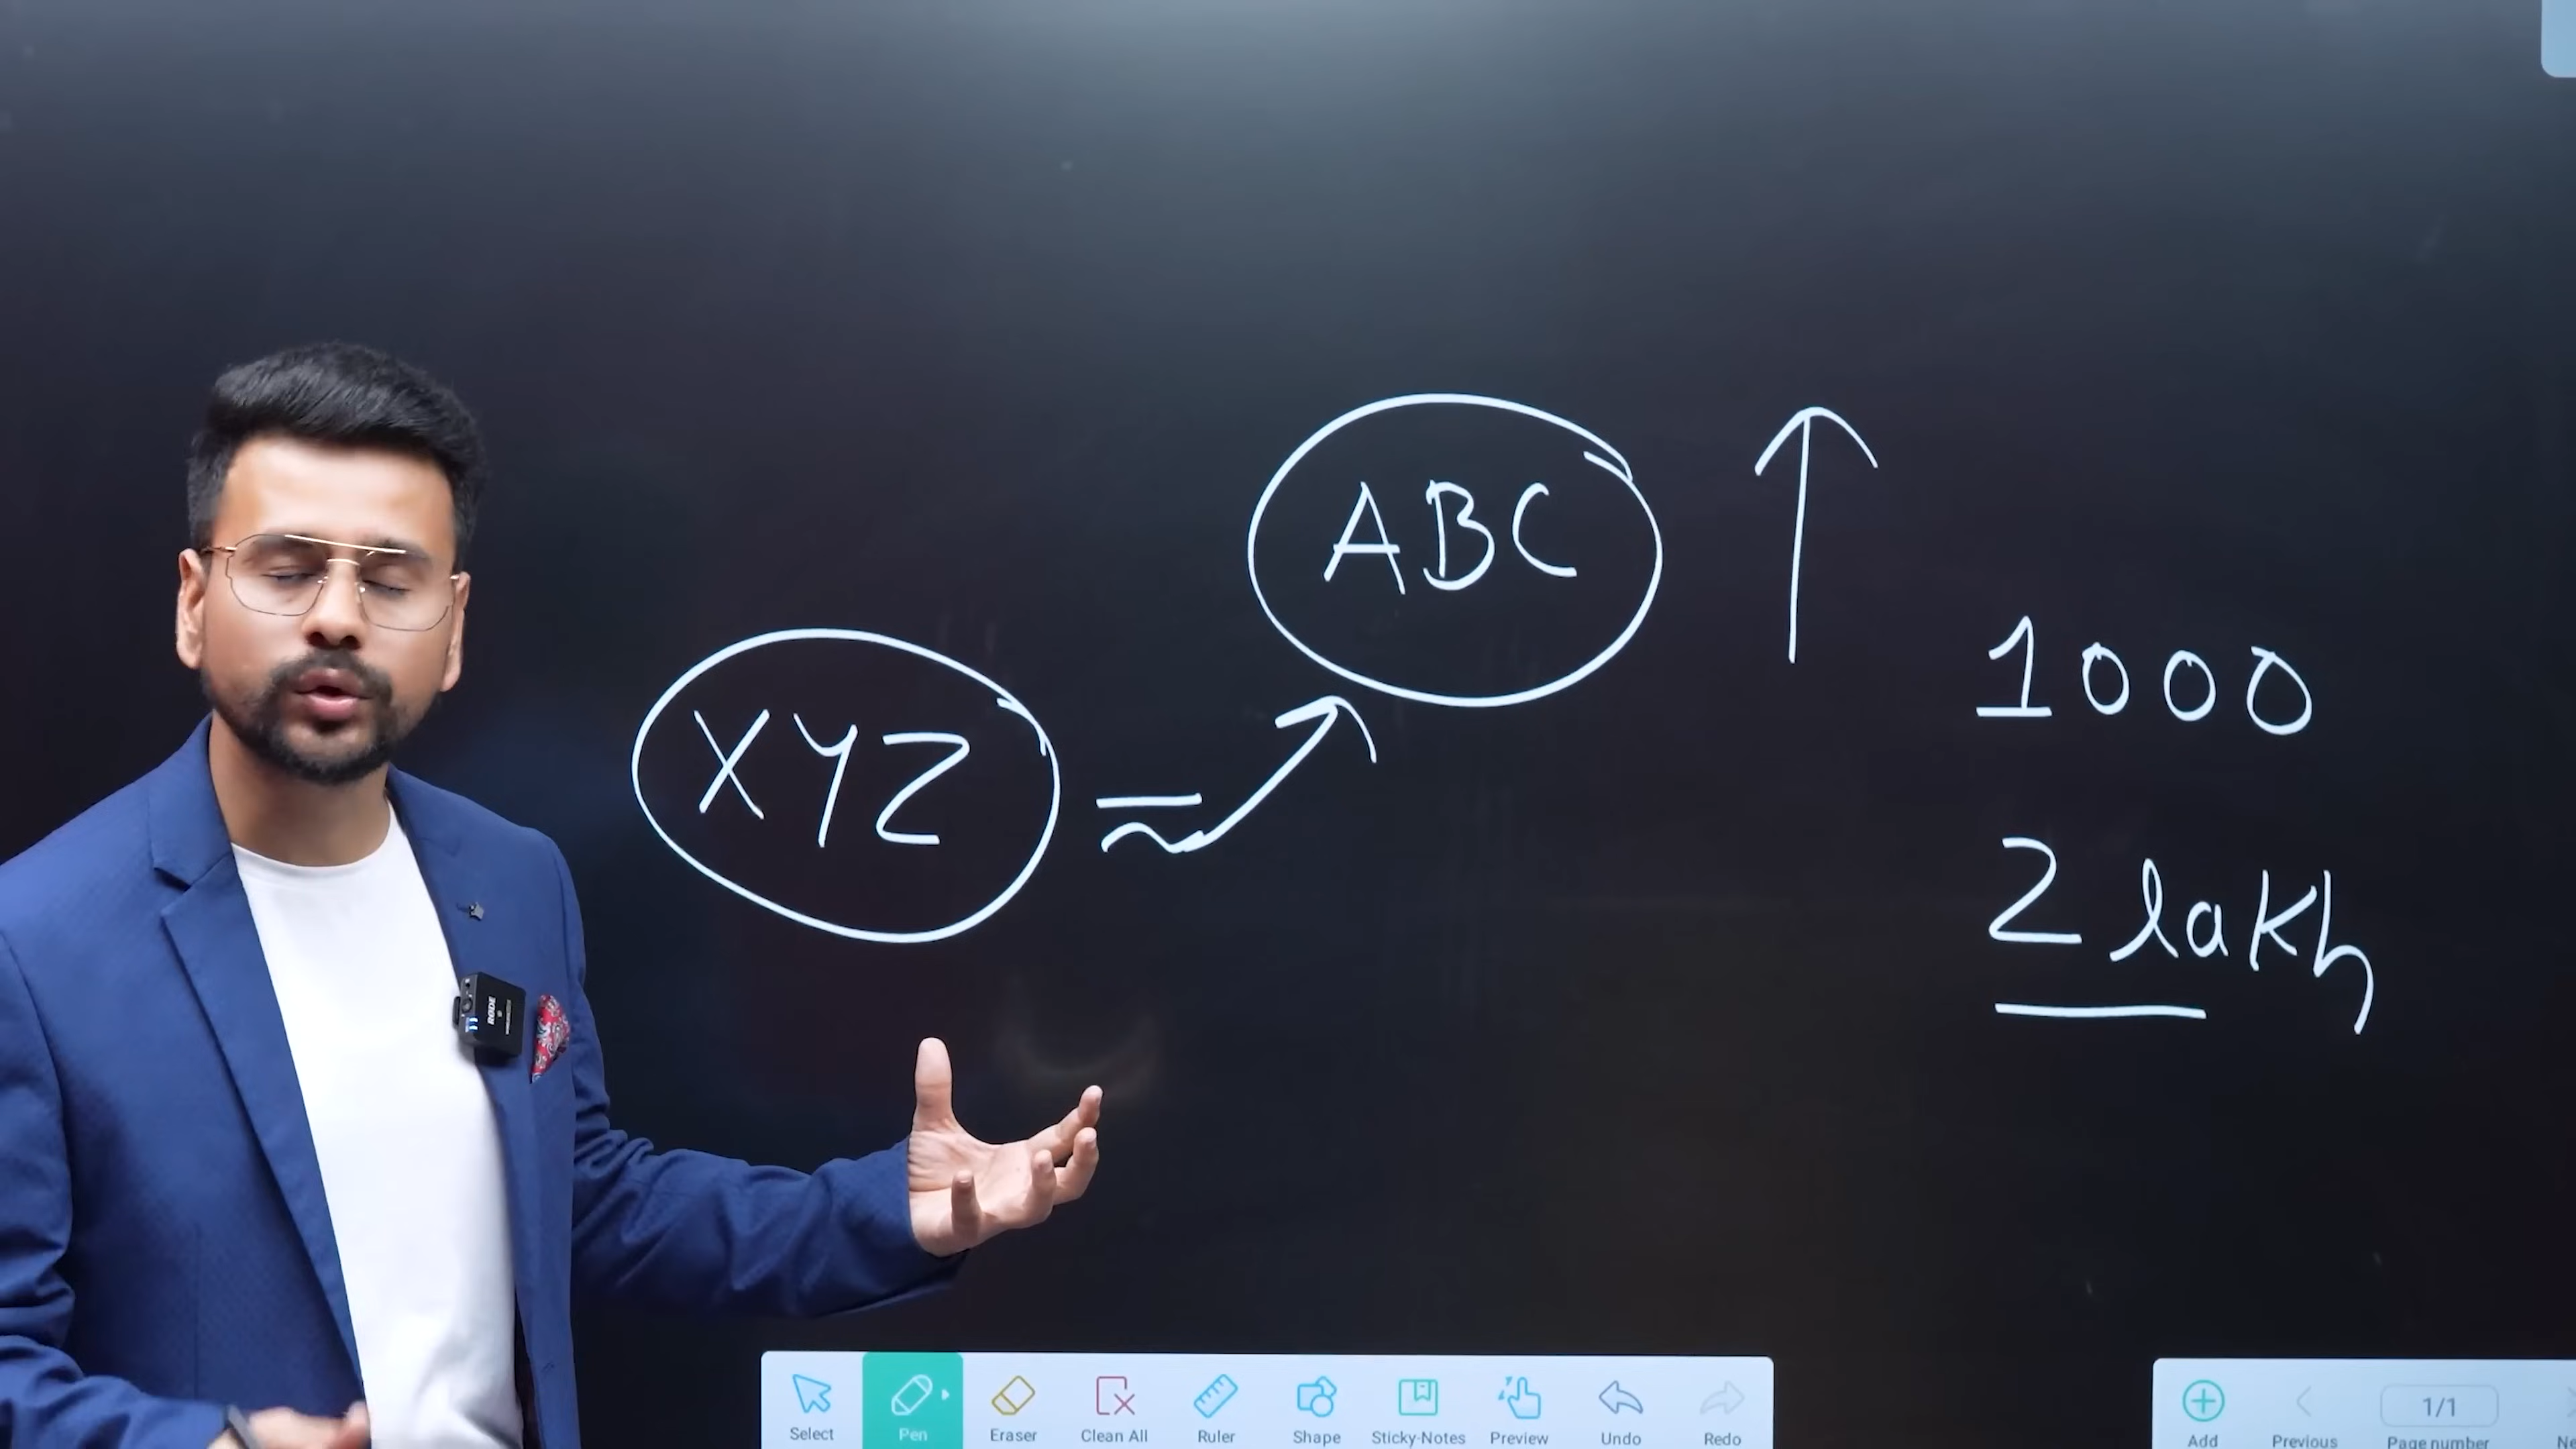 ABC
1000
XYZ
2 lakh
RØDE
Select
Pen
Eraser
Clean All
Ruler
Shape
Sticky-Notes
Preview
Undo
Redo
Add
Previous
1/1
Page number